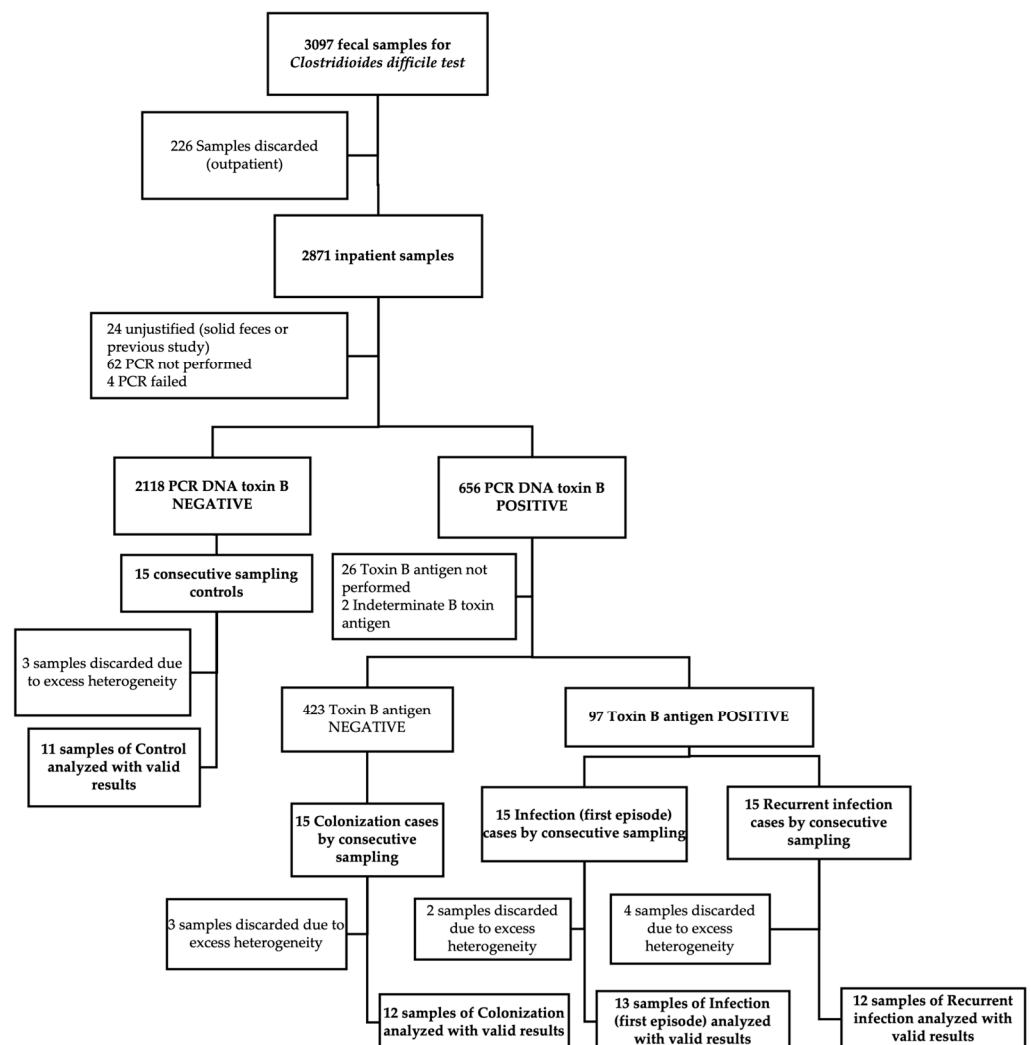 3097 fecal samples for
Clostridioides difficile test
226 Samples discarded
(outpatient)
2871 inpatient samples
24 unjustified (solid feces or
previous study)
62 PCR not performed
4 PCR failed
2118 PCR DNA toxin B
NEGATIVE
656 PCR DNA toxin B
POSITIVE
15 consecutive sampling
controls
26 Toxin B antigen not
performed
2 Indeterminate B toxin
antigen
3 samples discarded due
to excess heterogeneity
423 Toxin B antigen
NEGATIVE
97 Toxin B antigen POSITIVE
11 samples of Control
analyzed with valid
results
15 Colonization cases
by consecutive
sampling
15 Infection (first episode)
cases by consecutive sampling
15 Recurrent infection
cases by consecutive
sampling
3 samples discarded due to
excess heterogeneity
2 samples discarded
due to excess
heterogeneity
4 samples discarded
due to excess
heterogeneity
12 samples of Colonization
analyzed with valid results
13 samples of Infection
(first episode) analyzed
with valid results
12 samples of Recurrent
infection analyzed with
valid results